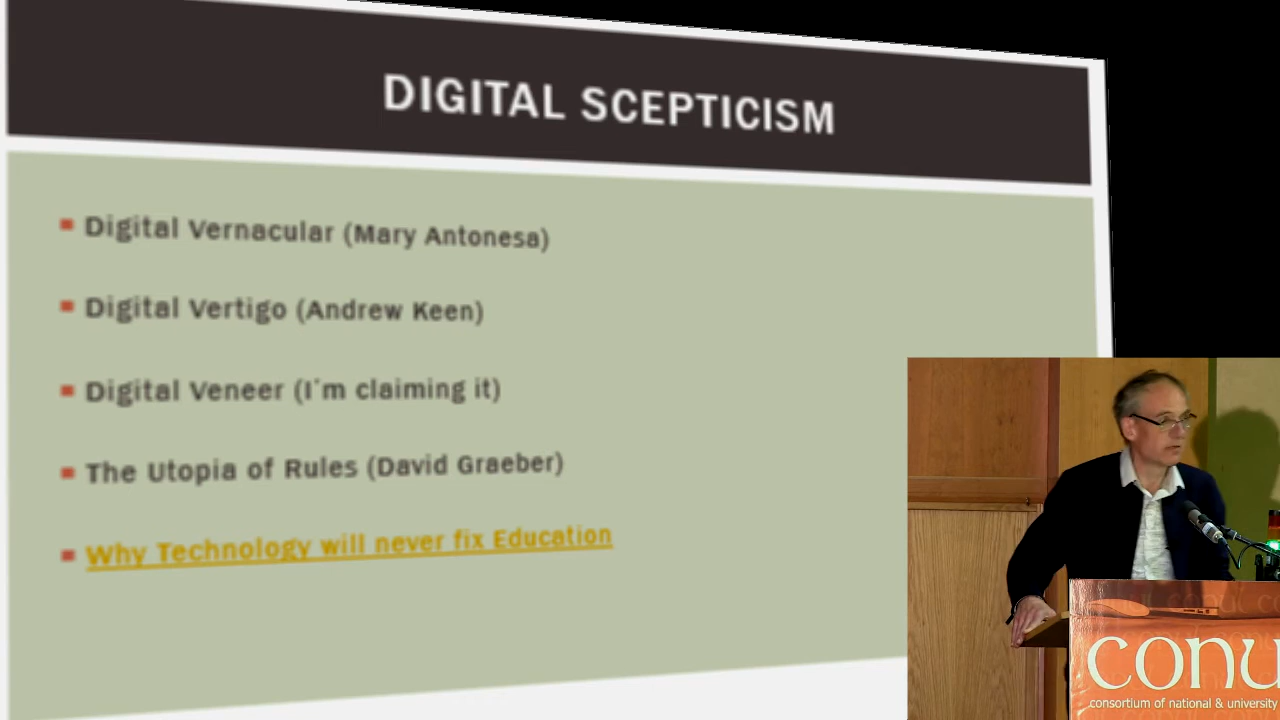 DIGITAL SCEPTICISM
Digital Vernacular (Mary Antonesa)
Digital Vertigo (Andrew Keen)
Digital Veneer (I'm claiming it)
The Utopia of Rules (David Graeber)
Why Technology will never fix Education
conu
consortium of national & university